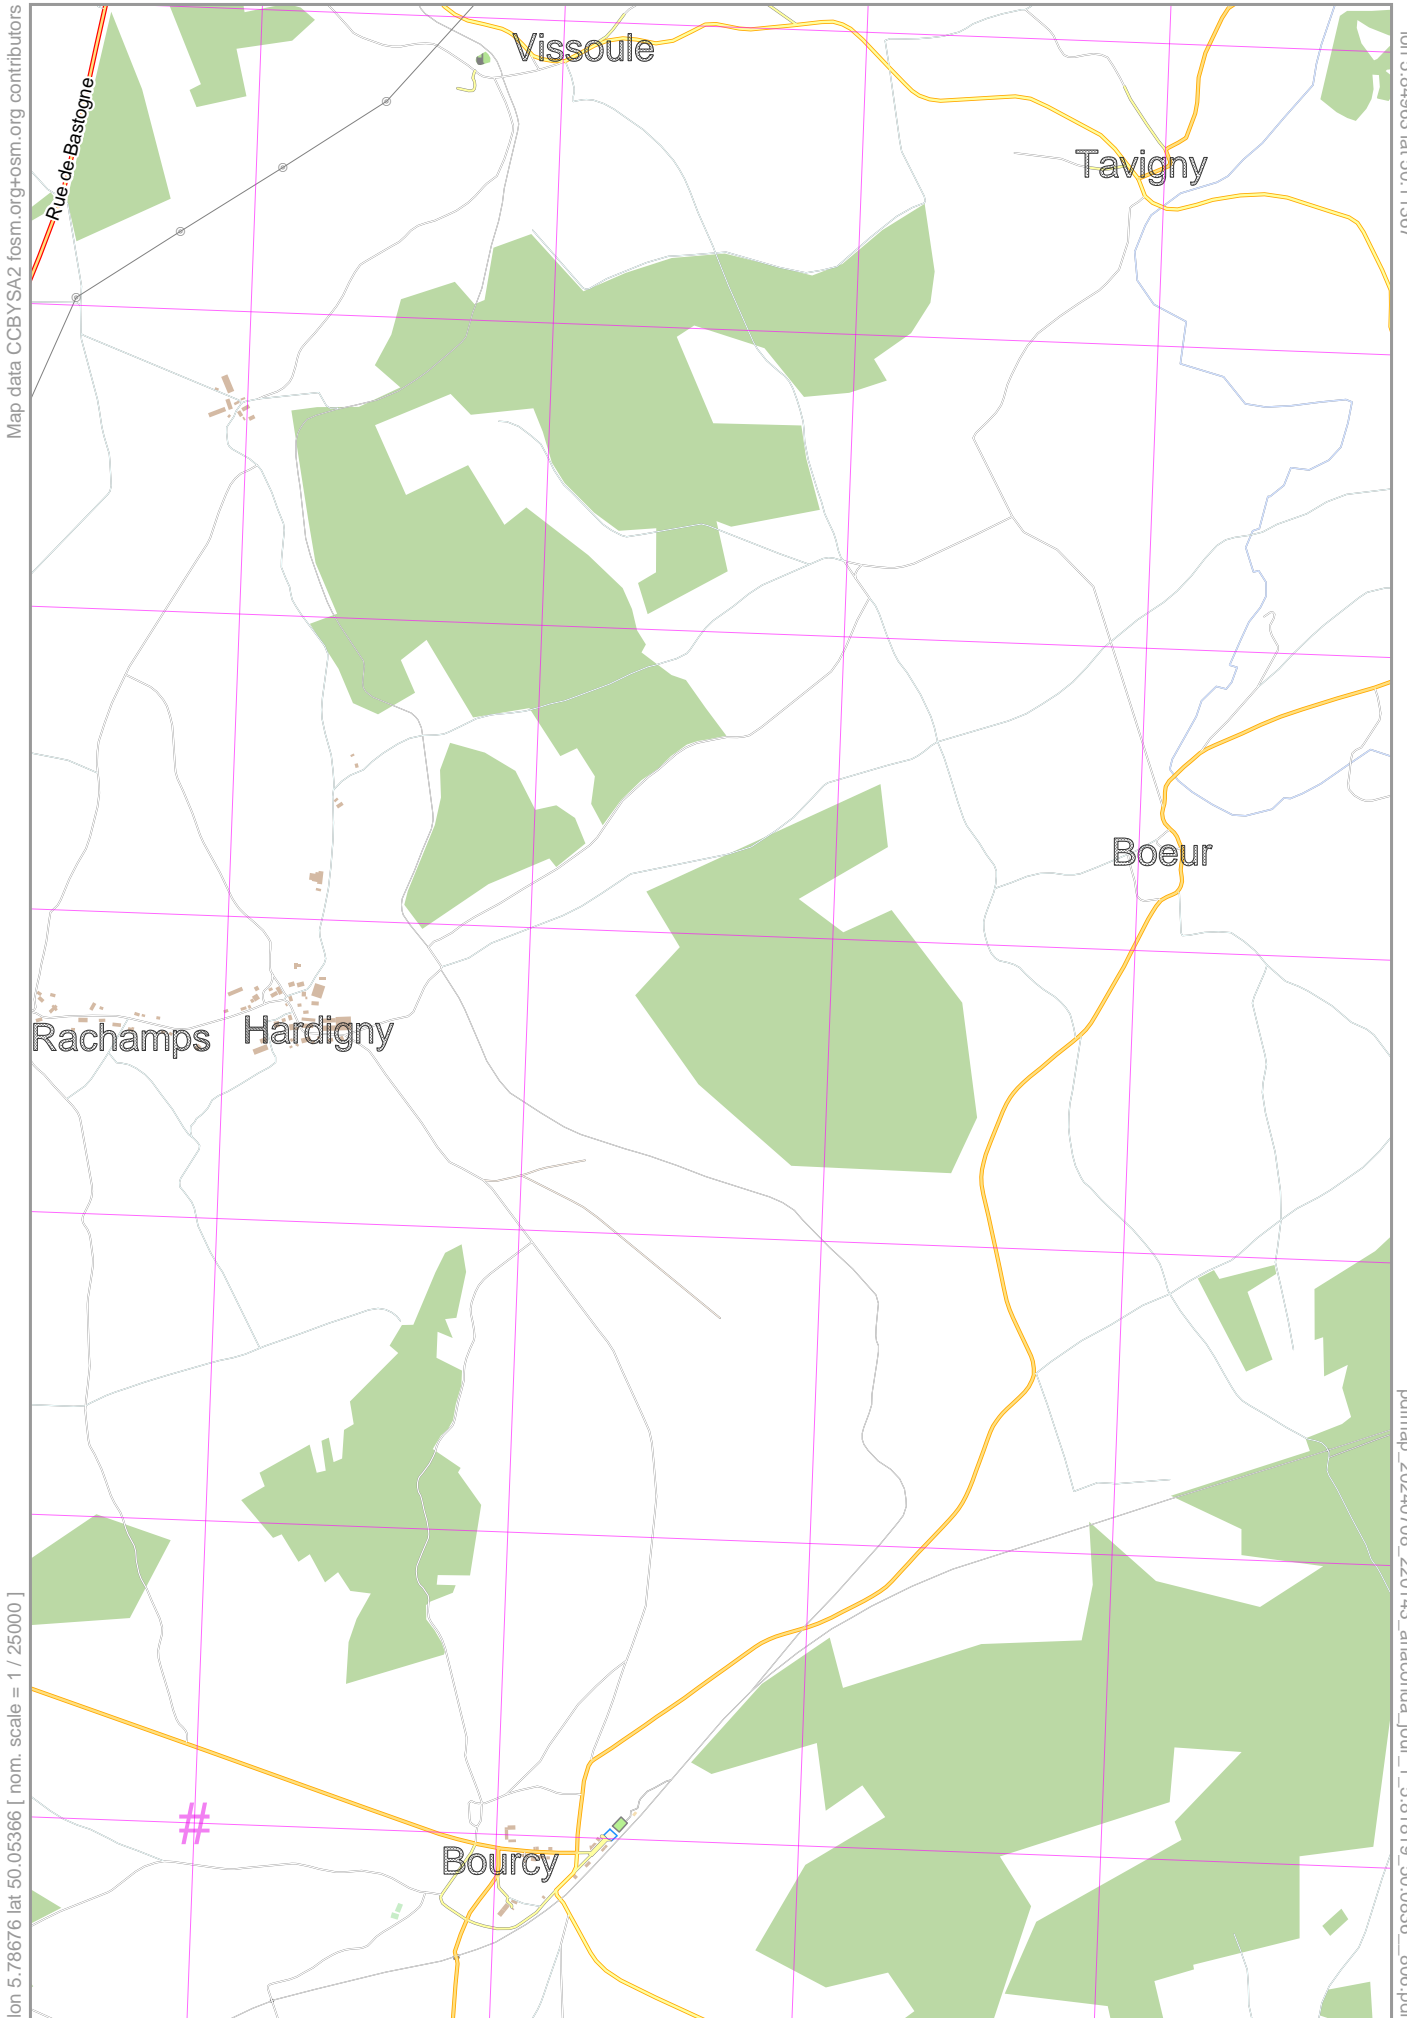 Map data CCBYSA2 fosm.org+osm.org contributors
Rue de Bastogne
Vissoule
Tavigny
Boeur
Rachamps
Hardigny
#
Bourcy
lon 5.78676 lat 50.05366 [ nom. scale = 1 / 25000 ]